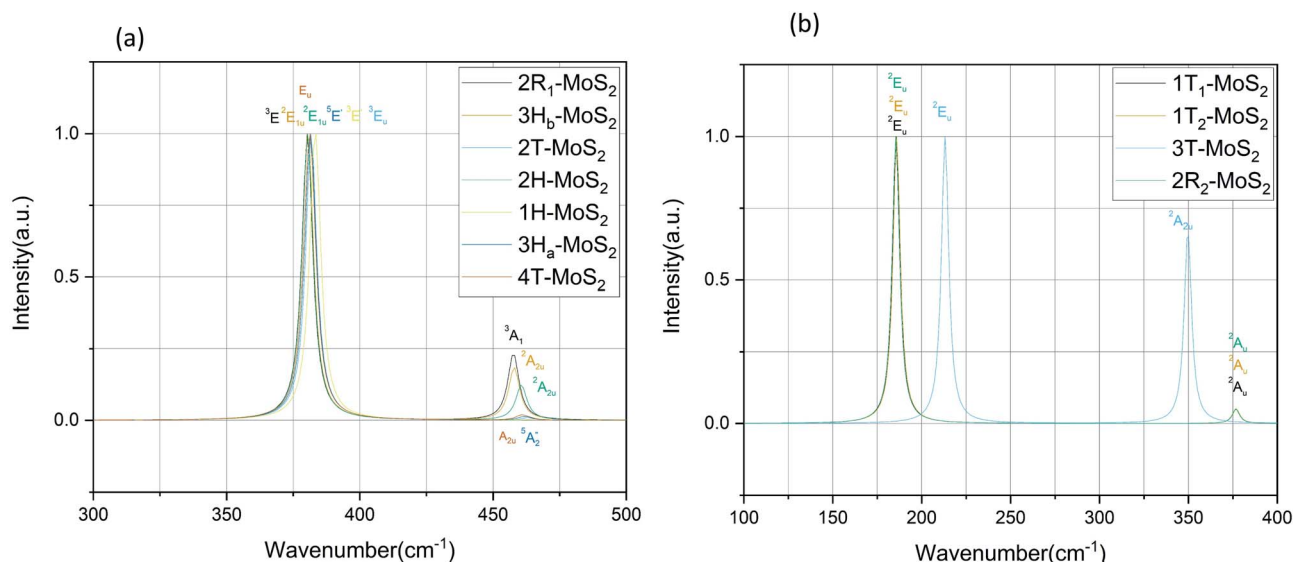 (a)
Intensity(a.u.)
1.0
0.5
0.0
E_u
³E ²E_1u ²E_1u ⁵E' ²E' ³E_u
³A₁
²A_2u
²A_2u
A_2u ⁵A₂"
2R₁-MoS₂
3H_b-MoS₂
2T-MoS₂
2H-MoS₂
1H-MoS₂
3H_a-MoS₂
4T-MoS₂
300 350 400 450 500
Wavenumber(cm⁻¹)
(b)
Intensity(a.u.)
1.0
0.5
0.0
²E_u
²E_u
²E_u
²E_u
²A_2u
²A_u
²A_u
²A_u
1T₁-MoS₂
1T₂-MoS₂
3T-MoS₂
2R₂-MoS₂
100 150 200 250 300 350 400
Wavenumber(cm⁻¹)